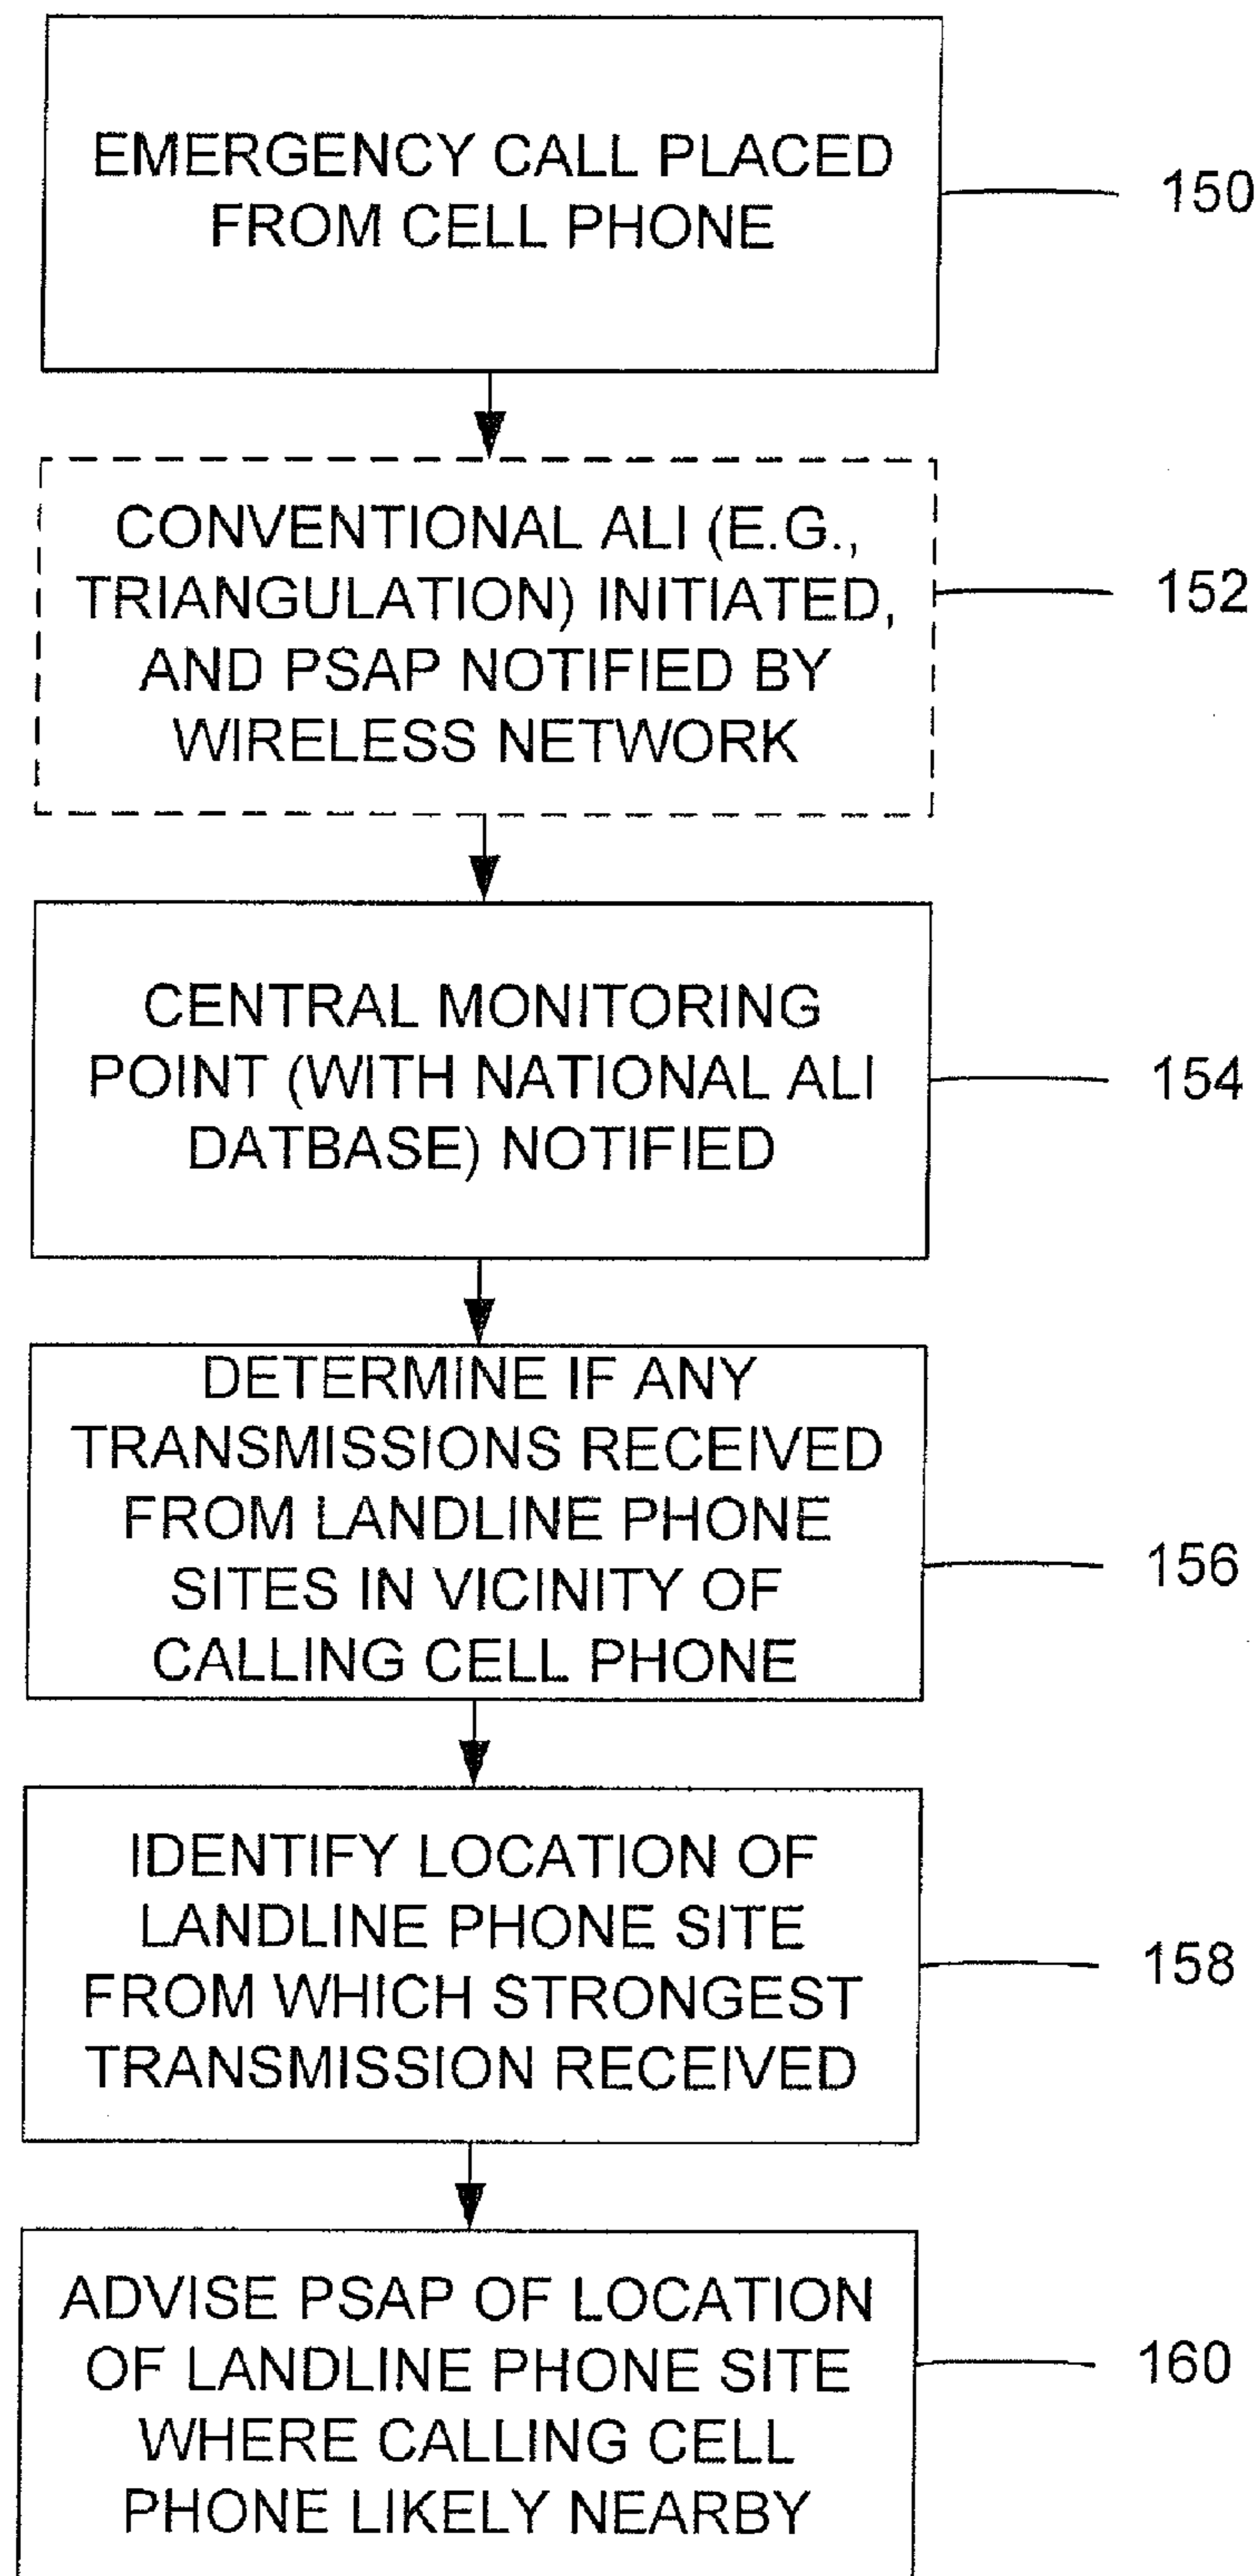 EMERGENCY CALL PLACED
FROM CELL PHONE
150
CONVENTIONAL ALI (E.G.,
TRIANGULATION) INITIATED,
AND PSAP NOTIFIED BY
WIRELESS NETWORK
152
CENTRAL MONITORING
POINT (WITH NATIONAL ALI
DATBASE) NOTIFIED
154
DETERMINE IF ANY
TRANSMISSIONS RECEIVED
FROM LANDLINE PHONE
SITES IN VICINITY OF
CALLING CELL PHONE
156
IDENTIFY LOCATION OF
LANDLINE PHONE SITE
FROM WHICH STRONGEST
TRANSMISSION RECEIVED
158
ADVISE PSAP OF LOCATION
OF LANDLINE PHONE SITE
WHERE CALLING CELL
PHONE LIKELY NEARBY
160